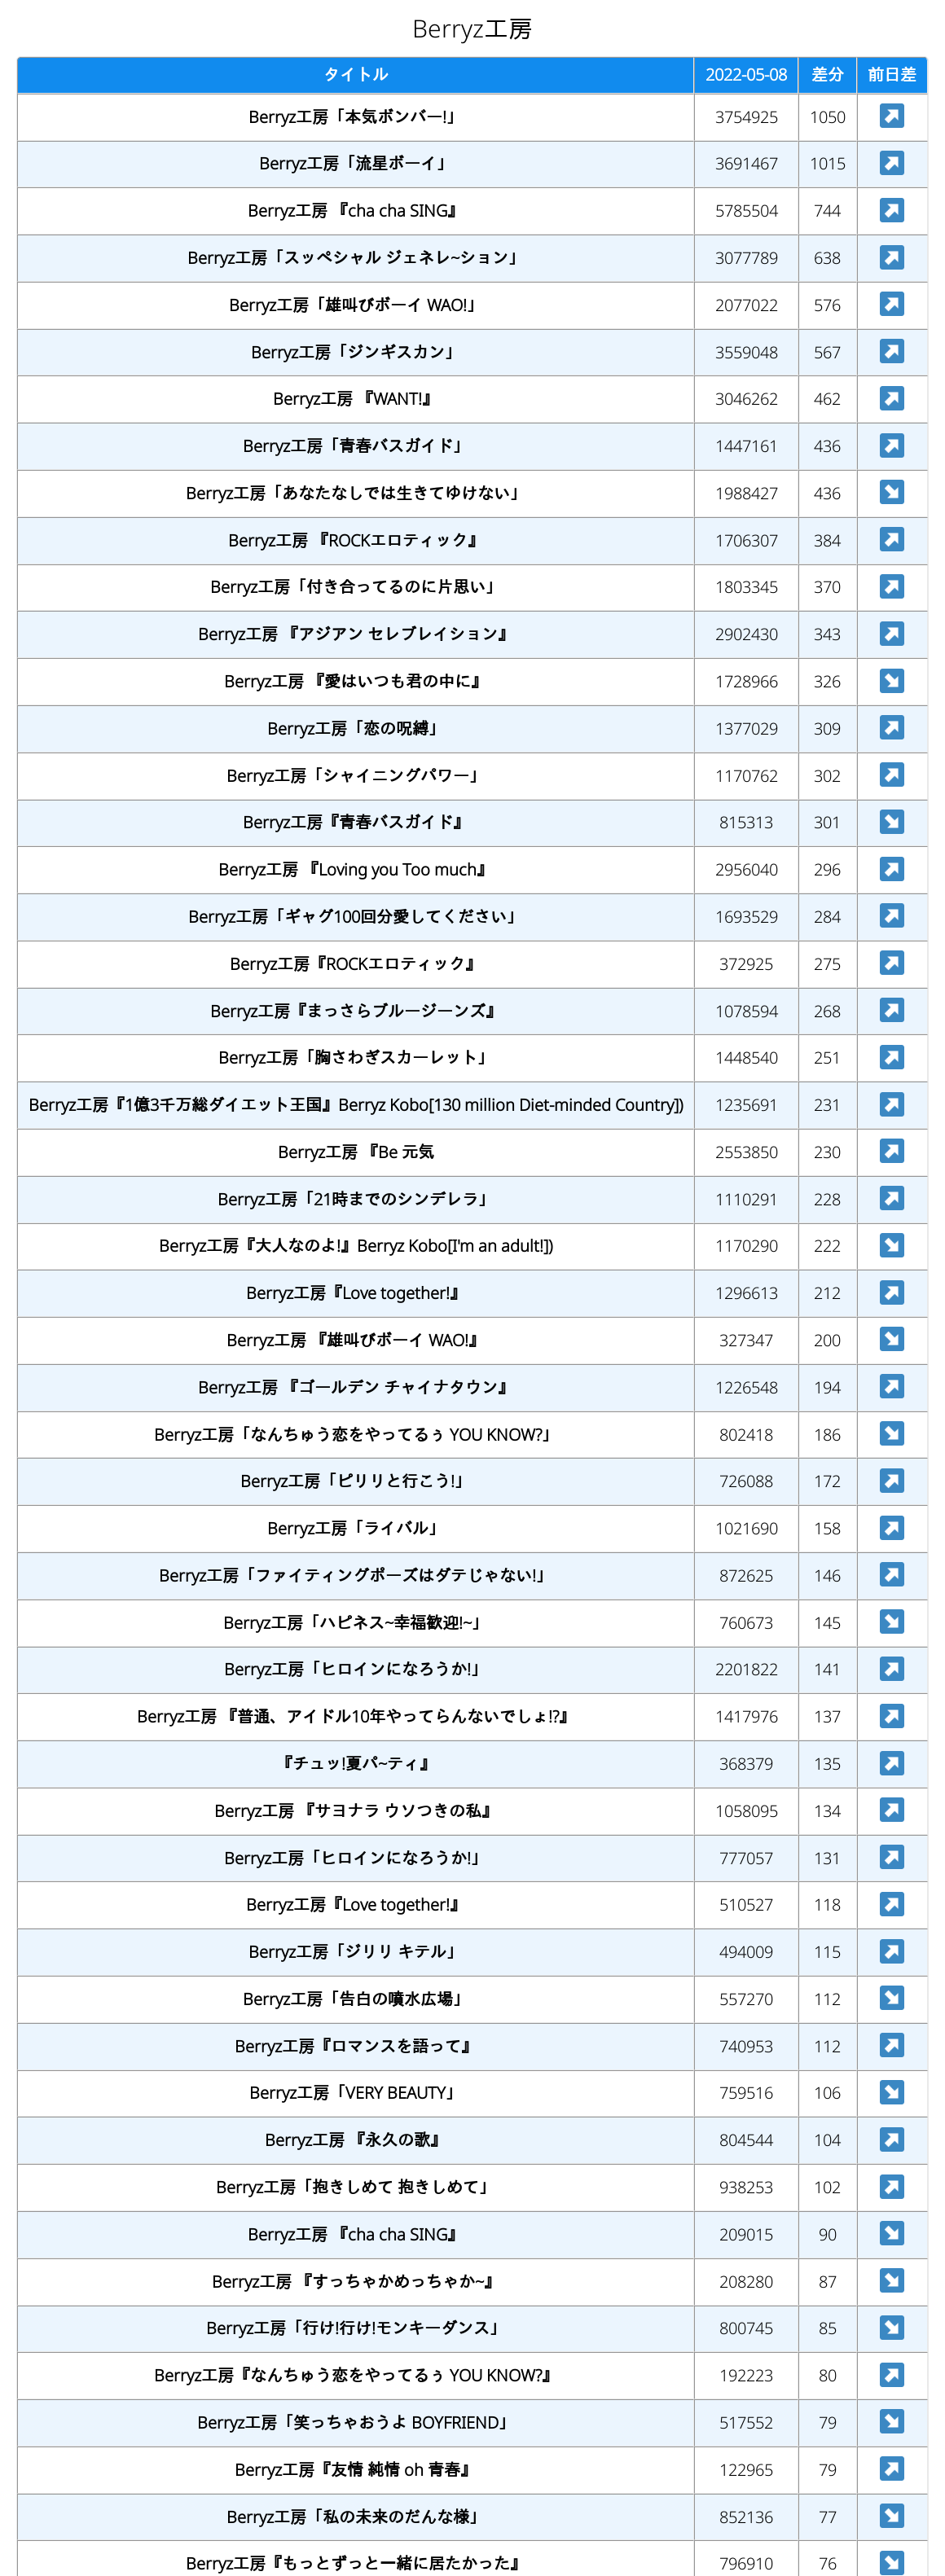 Berryz工房
タイトル 2022-05-08 差分 前日差
Berryz工房「本気ボンバー!」 3754925 1050
Berryz工房「流星ボーイ」 3691467 1015
Berryz工房 『cha cha SING』 5785504 744
Berryz工房「スッペシャル ジェネレ~ション」 3077789 638
Berryz工房「雄叫びボーイ WAO!」 2077022 576
Berryz工房「ジンギスカン」 3559048 567
Berryz工房 『WANT!』 3046262 462
Berryz工房「青春バスガイド」 1447161 436
Berryz工房「あなたなしでは生きてゆけない」 1988427 436
Berryz工房 『ROCKエロティック』 1706307 384
Berryz工房「付き合ってるのに片思い」 1803345 370
Berryz工房 『アジアン セレブレイション』 2902430 343
Berryz工房 『愛はいつも君の中に』 1728966 326
Berryz工房「恋の呪縛」 1377029 309
Berryz工房「シャイニングパワー」 1170762 302
Berryz工房『青春バスガイド』 815313 301
Berryz工房 『Loving you Too much』 2956040 296
Berryz工房「ギャグ100回分愛してください」 1693529 284
Berryz工房『ROCKエロティック』 372925 275
Berryz工房『まっさらブルージーンズ』 1078594 268
Berryz工房「胸さわぎスカーレット」 1448540 251
Berryz工房『1億3千万総ダイエット王国』Berryz Kobo[130 million Diet-minded Country]) 1235691 231
Berryz工房 『Be 元気 2553850 230
Berryz工房「21時までのシンデレラ」 1110291 228
Berryz工房『大人なのよ!』Berryz Kobo[I'm an adult!]) 1170290 222
Berryz工房『Love together!』 1296613 212
Berryz工房 『雄叫びボーイ WAO!』 327347 200
Berryz工房 『ゴールデン チャイナタウン』 1226548 194
Berryz工房「なんちゅう恋をやってるぅ YOU KNOW?」 802418 186
Berryz工房「ピリリと行こう!」 726088 172
Berryz工房「ライバル」 1021690 158
Berryz工房「ファイティングポーズはダテじゃない!」 872625 146
Berryz工房「ハピネス~幸福歓迎!~」 760673 145
Berryz工房「ヒロインになろうか!」 2201822 141
Berryz工房 『普通、アイドル10年やってらんないでしょ!?』 1417976 137
『チュッ!夏パ~ティ』 368379 135
Berryz工房 『サヨナラ ウソつきの私』 1058095 134
Berryz工房「ヒロインになろうか!」 777057 131
Berryz工房『Love together!』 510527 118
Berryz工房「ジリリ キテル」 494009 115
Berryz工房「告白の噴水広場」 557270 112
Berryz工房『ロマンスを語って』 740953 112
Berryz工房「VERY BEAUTY」 759516 106
Berryz工房 『永久の歌』 804544 104
Berryz工房「抱きしめて 抱きしめて」 938253 102
Berryz工房 『cha cha SING』 209015 90
Berryz工房 『すっちゃかめっちゃか~』 208280 87
Berryz工房「行け!行け!モンキーダンス」 800745 85
Berryz工房『なんちゅう恋をやってるぅ YOU KNOW?』 192223 80
Berryz工房「笑っちゃおうよ BOYFRIEND」 517552 79
Berryz工房『友情 純情 oh 青春』 122965 79
Berryz工房「私の未来のだんな様」 852136 77
Berryz工房『もっとずっと一緒に居たかった』 796910 76